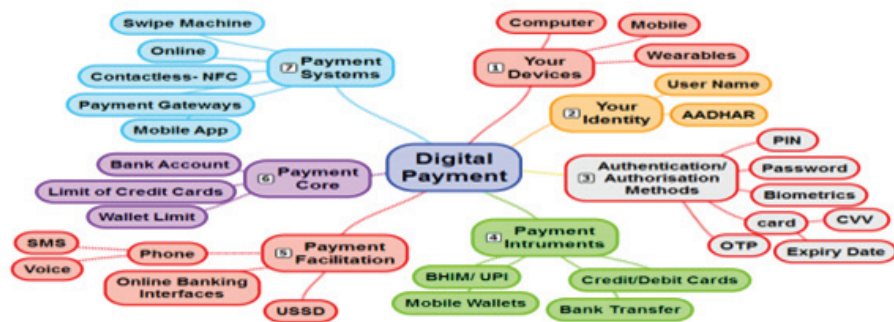 Digital
Payment
1
Your
Devices
Computer
Mobile
Wearables
2
Your
Identity
User Name
AADHAR
3
Authentication/
Authorisation
Methods
PIN
Password
Biometrics
card
CVV
Expiry Date
OTP
4
Payment
Intruments
BHIM/ UPI
Mobile Wallets
Credit/Debit Cards
Bank Transfer
5
Payment
Facilitation
Phone
SMS
Voice
Online Banking
Interfaces
USSD
6
Payment
Core
Bank Account
Limit of Credit Cards
Wallet Limit
7
Payment
Systems
Swipe Machine
Online
Contactless- NFC
Payment Gateways
Mobile App